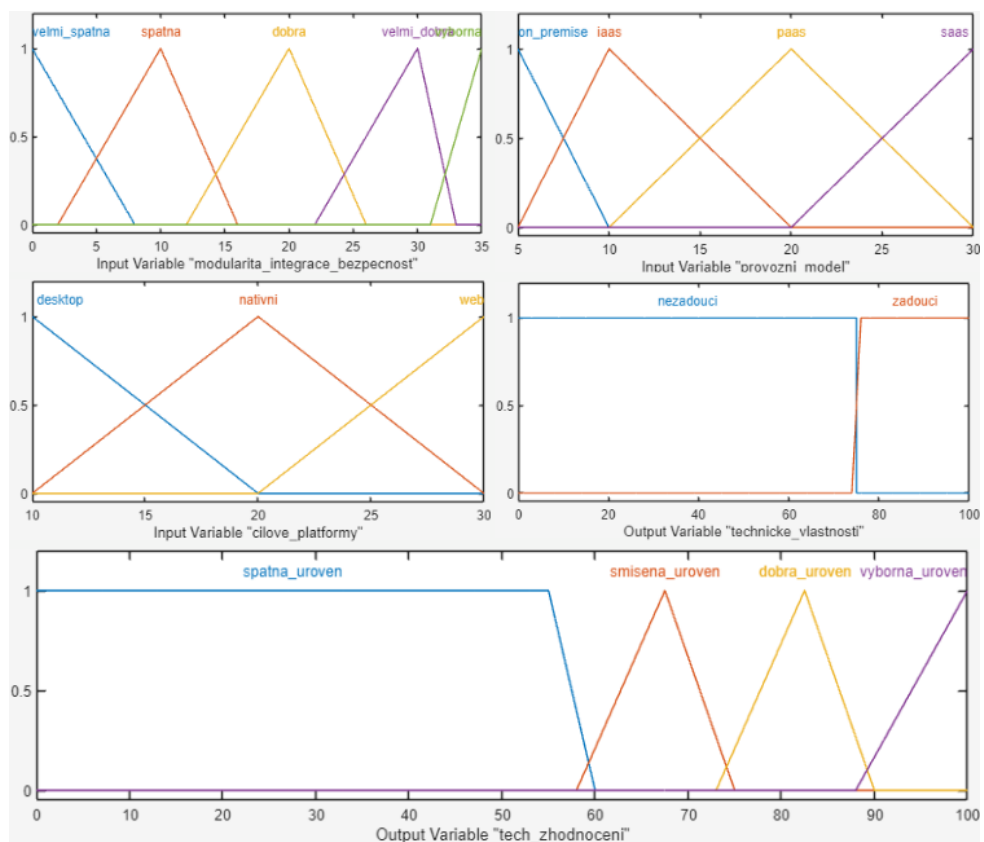 velmi_spatna spatna dobra velmi_dobra vyborna
1
0.5
0
0 5 10 15 20 25 30 35
Input Variable "modularita_integrace_bezpecnost"
on_premise iaas paas saas
1
0.5
0
5 10 15 20 25 30
Input Variable "provozni_model"
desktop nativni web
1
0.5
0
10 15 20 25 30
Input Variable "cilove_platformy"
nezadouci zadouci
1
0.5
0
0 20 40 60 80 100
Output Variable "technicke_vlastnosti"
spatna_uroven smisena_uroven dobra_uroven vyborna_uroven
1
0.5
0
0 10 20 30 40 50 60 70 80 90 100
Output Variable "tech_zhodnoceni"